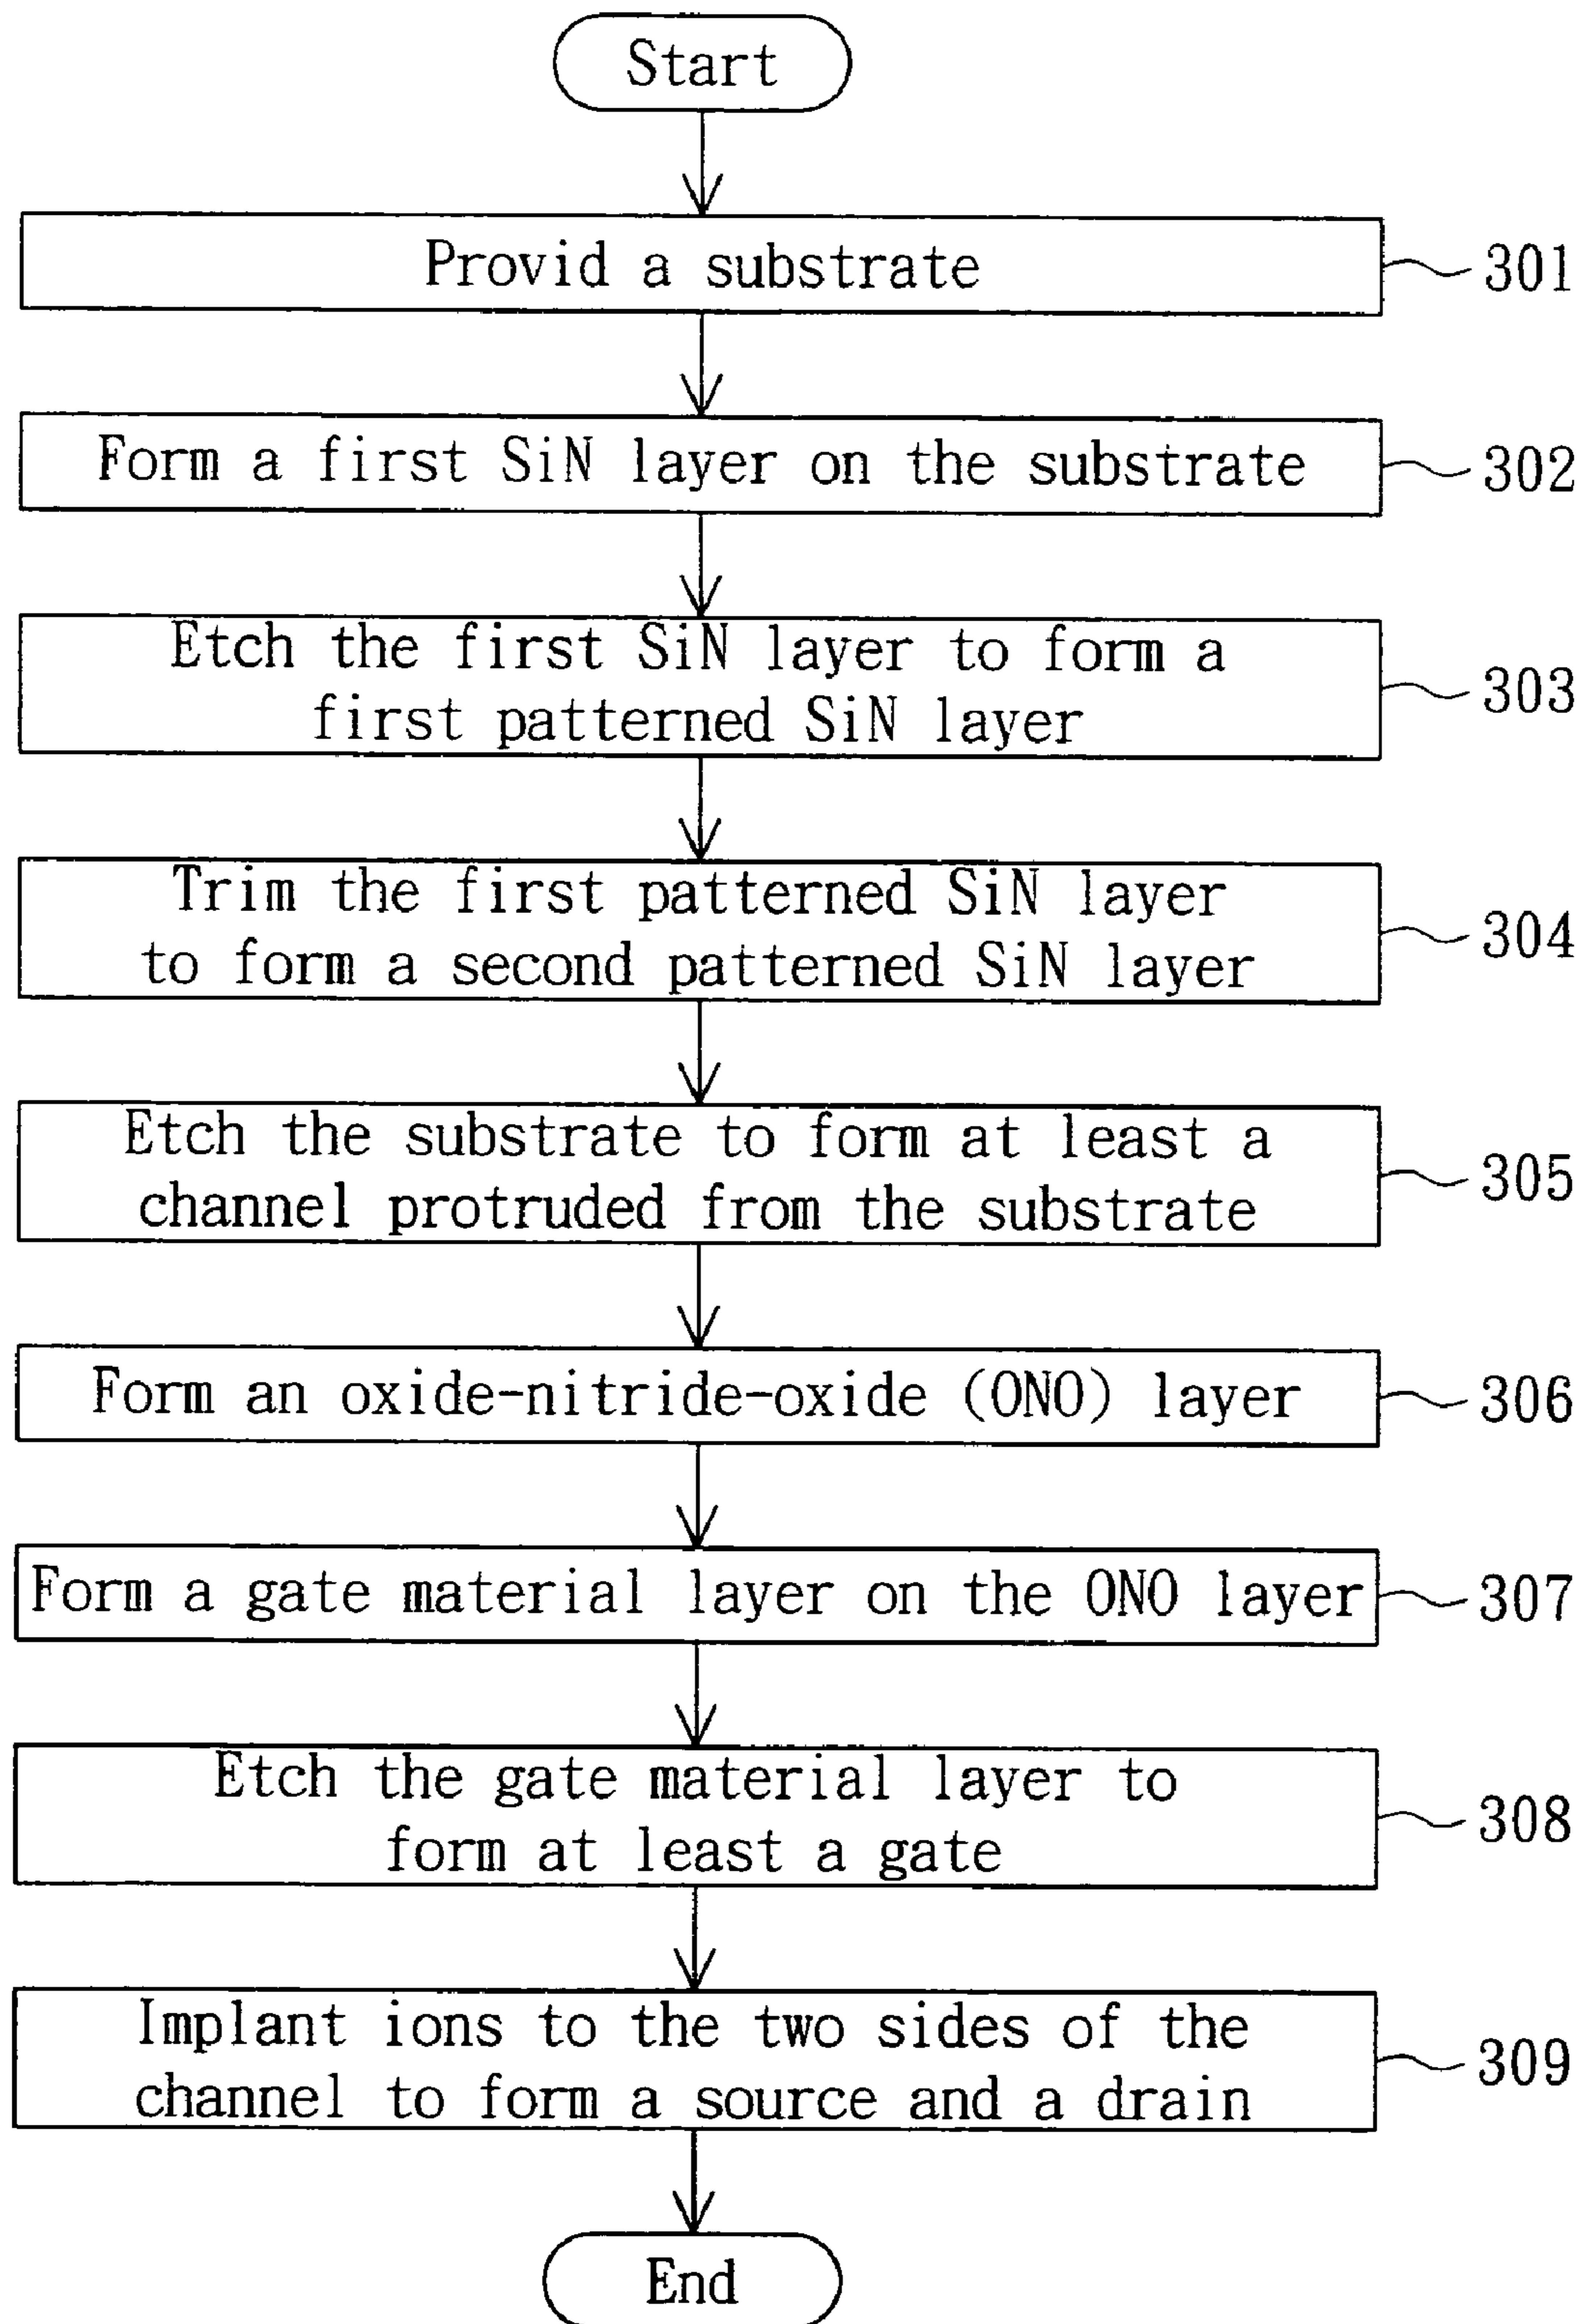 Start
Provid a substrate
301
Form a first SiN layer on the substrate
302
Etch the first SiN layer to form a
first patterned SiN layer
303
Trim the first patterned SiN layer
to form a second patterned SiN layer
304
Etch the substrate to form at least a
channel protruded from the substrate
305
Form an oxide-nitride-oxide (ONO) layer
306
Form a gate material layer on the ONO layer
307
Etch the gate material layer to
form at least a gate
308
Implant ions to the two sides of the
channel to form a source and a drain
309
End